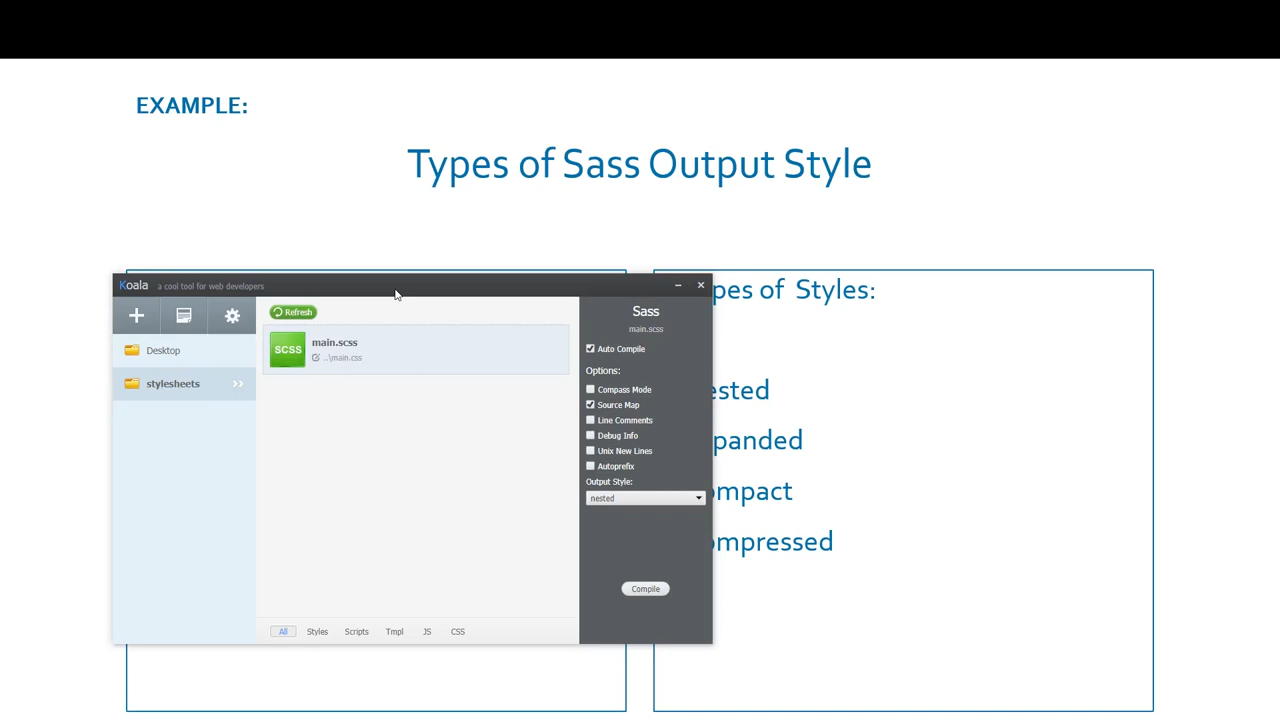 EXAMPLE:
Types of Sass Output Style
Koala a cool tool for web developers
Refresh
SCSS
main.scss
..\main.css
Desktop
stylesheets
Sass
main.scss
Auto Compile
Options:
Compass Mode
Source Map
Line Comments
Debug Info
Unix New Lines
Autoprefix
Output Style:
nested
Compile
All Styles Scripts Tmpl JS CSS
pes of Styles:
ested
panded
ompact
ompressed